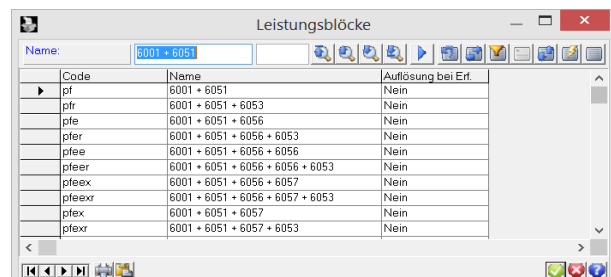 Leistungsblöcke
Name: 6001 + 6051
Code Name Auflösung bei Erf.
pf 6001 + 6051 Nein
pfr 6001 + 6051 + 6053 Nein
pfe 6001 + 6051 + 6056 Nein
pfer 6001 + 6051 + 6056 + 6053 Nein
pfee 6001 + 6051 + 6056 + 6056 Nein
pfeer 6001 + 6051 + 6056 + 6056 + 6053 Nein
pfeex 6001 + 6051 + 6056 + 6057 Nein
pfeexr 6001 + 6051 + 6056 + 6057 + 6053 Nein
pfex 6001 + 6051 + 6057 Nein
pfexr 6001 + 6051 + 6057 + 6053 Nein